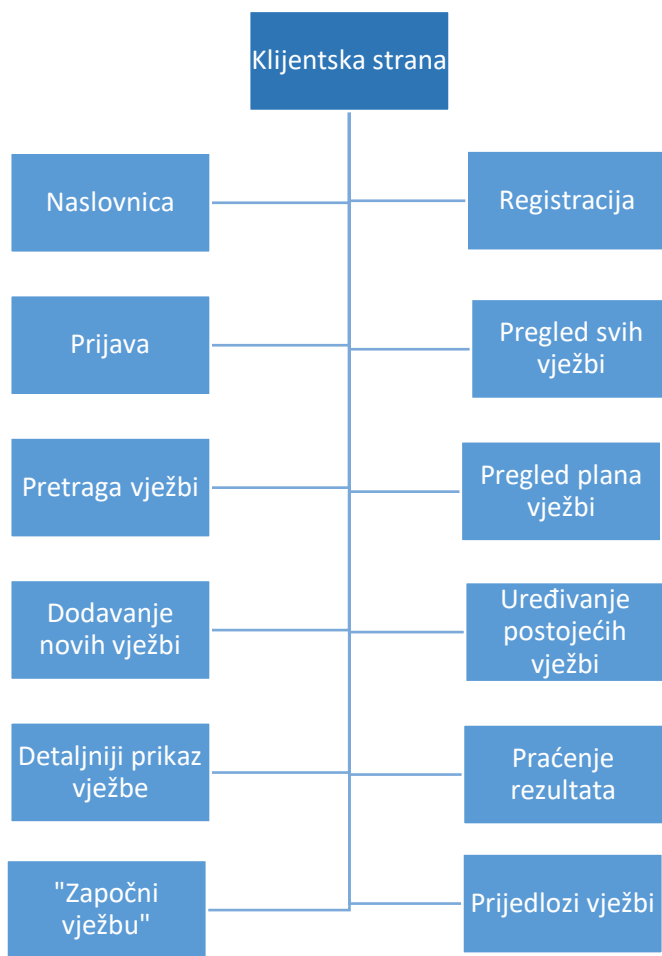 Klijentska strana
Naslovnica
Registracija
Prijava
Pregled svih
vježbi
Pretraga vježbi
Pregled plana
vježbi
Dodavanje
novih vježbi
Uređivanje
postojećih
vježbi
Detaljniji prikaz
vježbe
Praćenje
rezultata
"Započni
vježbu"
Prijedlozi vježbi